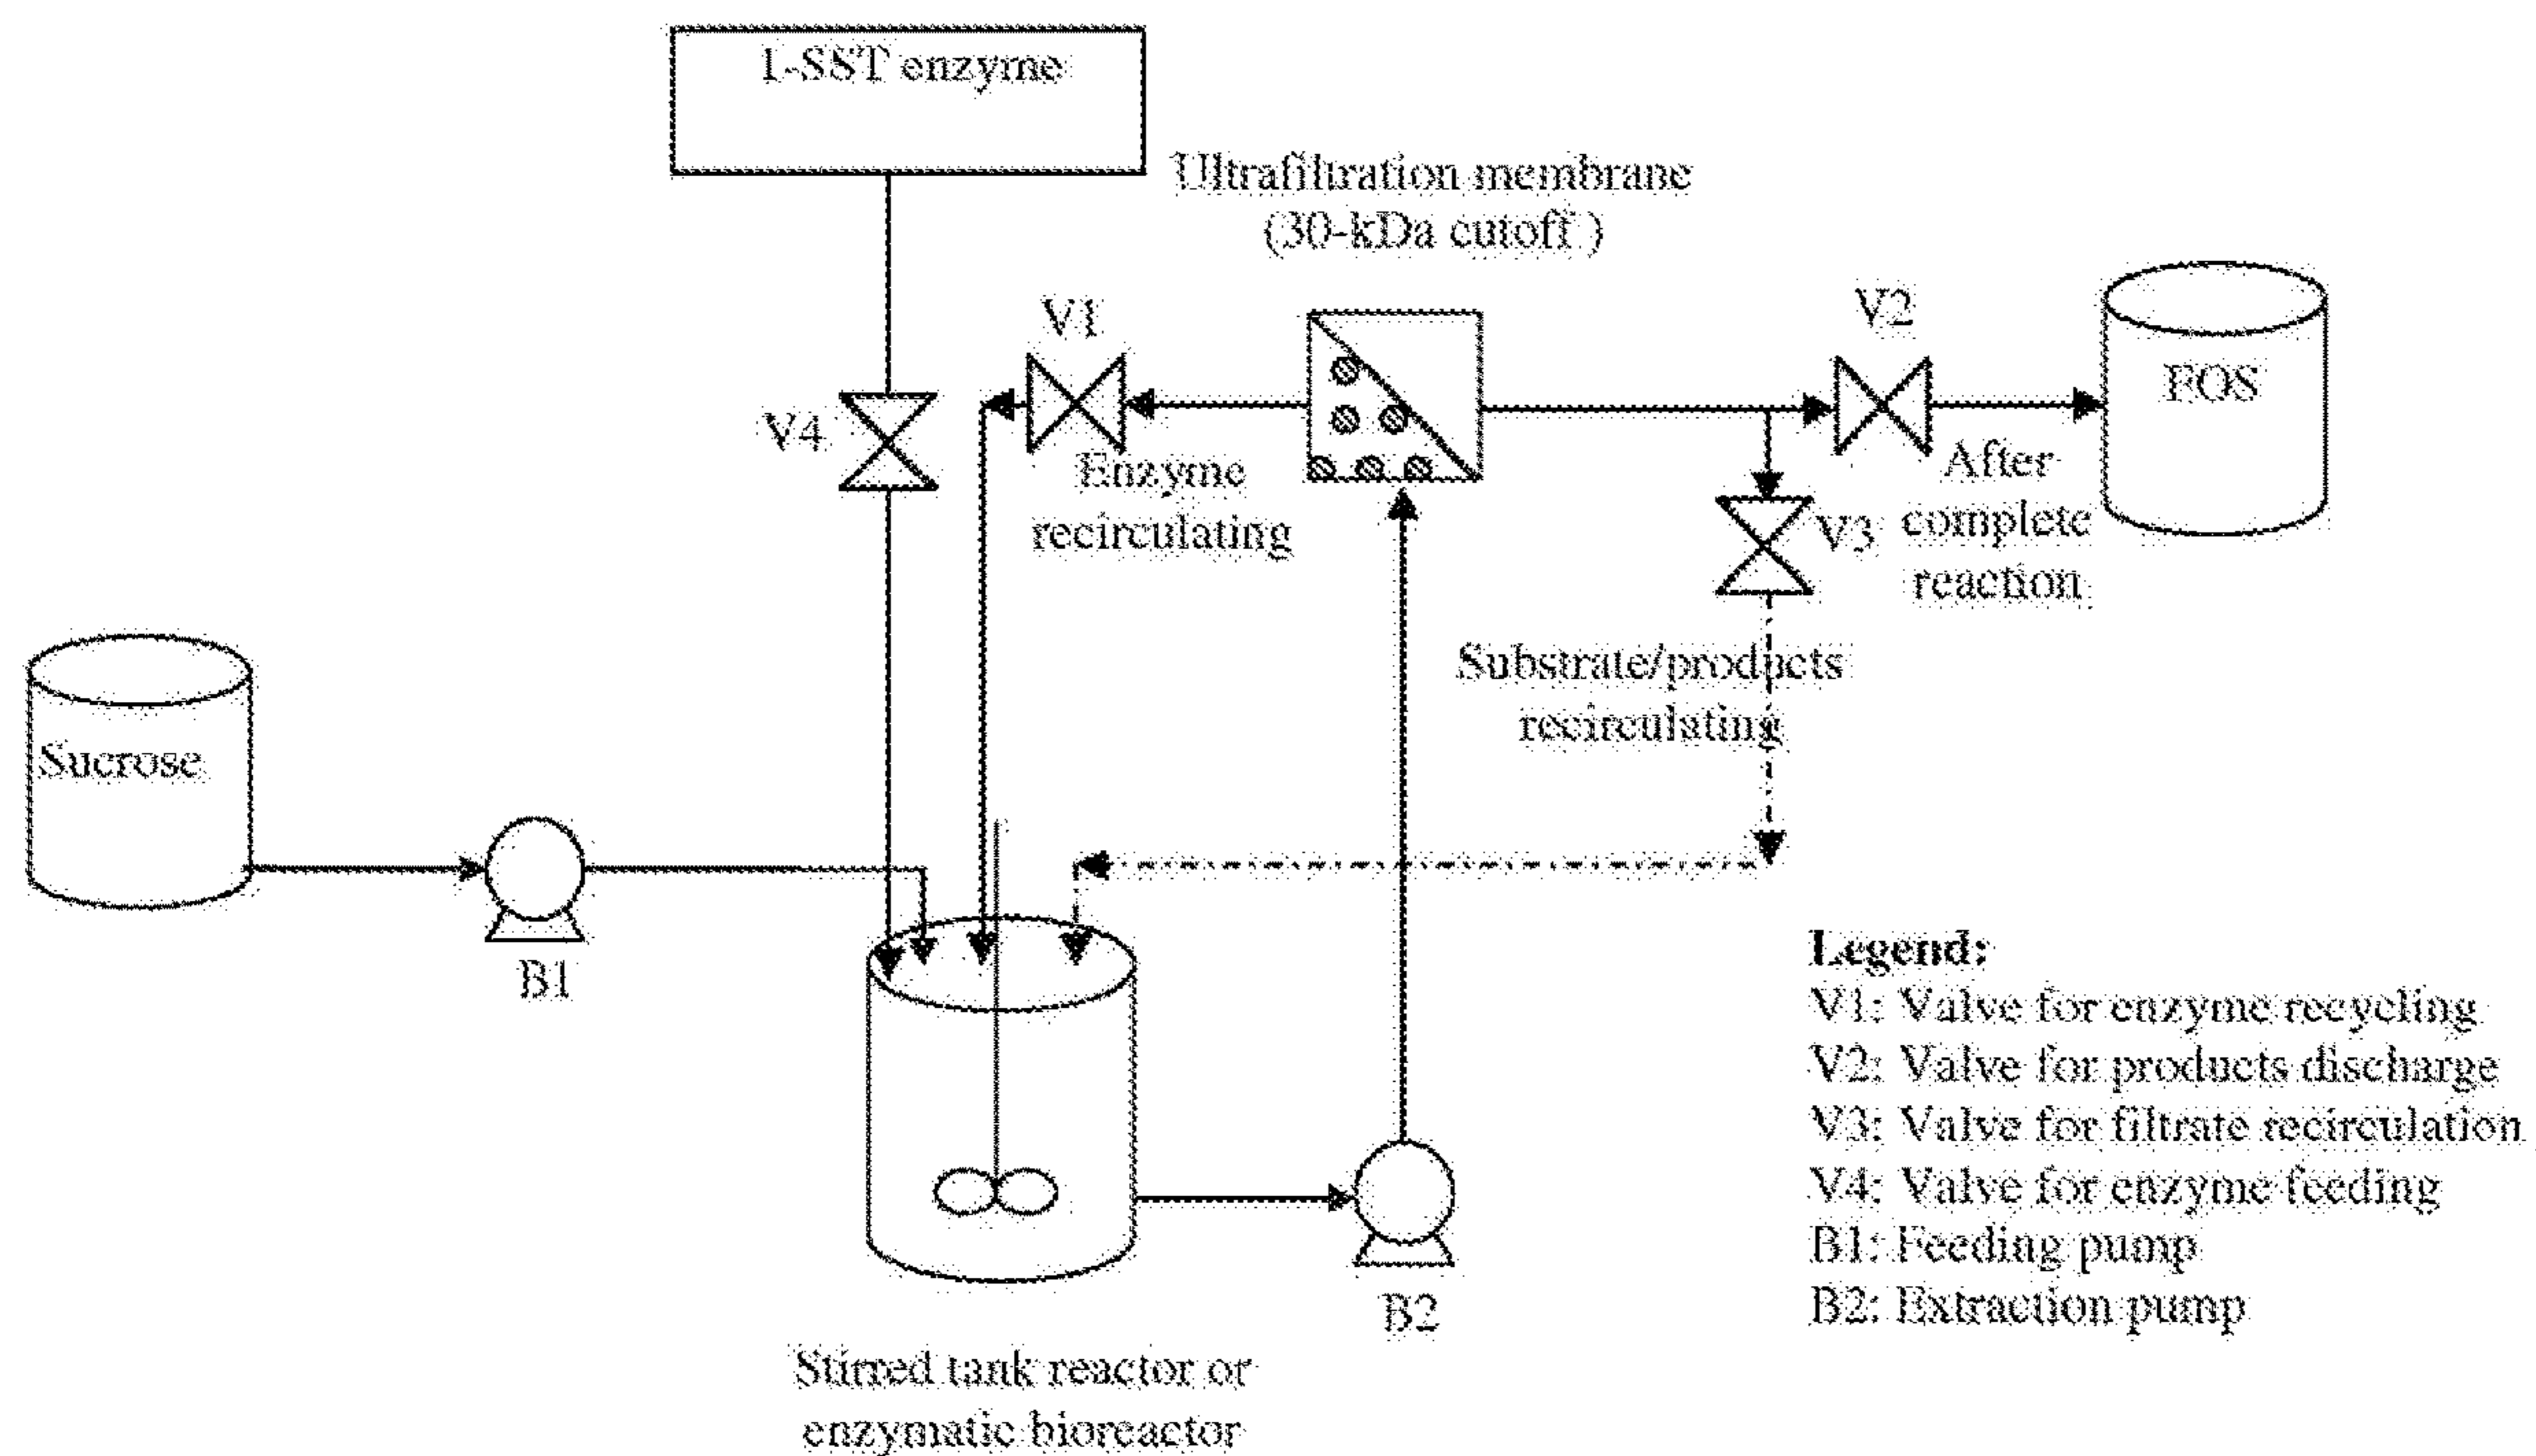 1-SST enzyme
Ultrafiltration membrane
(30-kDa cutoff )
V1
V2
FOS
V4
Enzyme
recirculating
After
complete
reaction
V3
Substrate/products
recirculating
Sucrose
B1
B2
Stirred tank reactor or
enzymatic bioreactor
Legend:
V1: Valve for enzyme recycling
V2: Valve for products discharge
V3: Valve for filtrate recirculation
V4: Valve for enzyme feeding
B1: Feeding pump
B2: Extraction pump